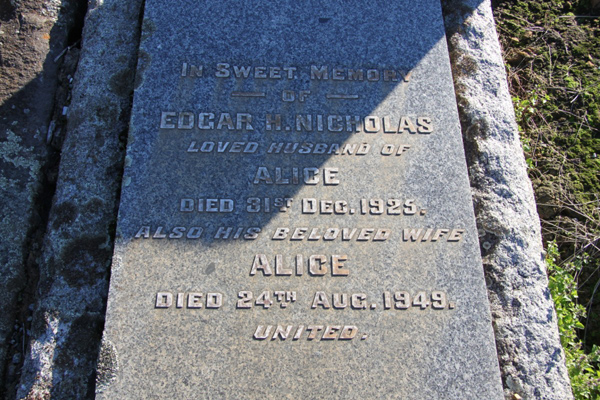 IN SWEET MEMORY
— OF —
EDGAR H. NICHOLAS
LOVED HUSBAND OF
ALICE
DIED 31ST DEC. 1925.
ALSO HIS BELOVED WIFE
ALICE
DIED 24TH AUG. 1949.
UNITED.